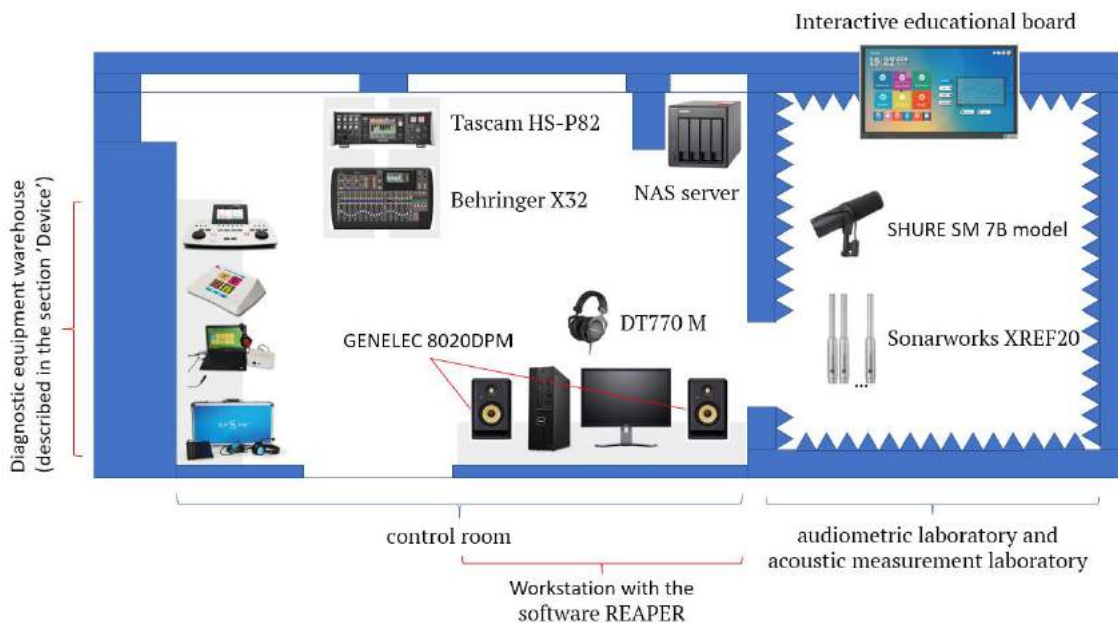 Interactive educational board
Tascam HS-P82
Behringer X32
NAS server
SHURE SM 7B model
Diagnostic equipment warehouse
(described in the section 'Device')
DT770 M
GENELEC 8020DPM
Sonarworks XREF20
...
control room
audiometric laboratory and
acoustic measurement laboratory
Workstation with the
software REAPER